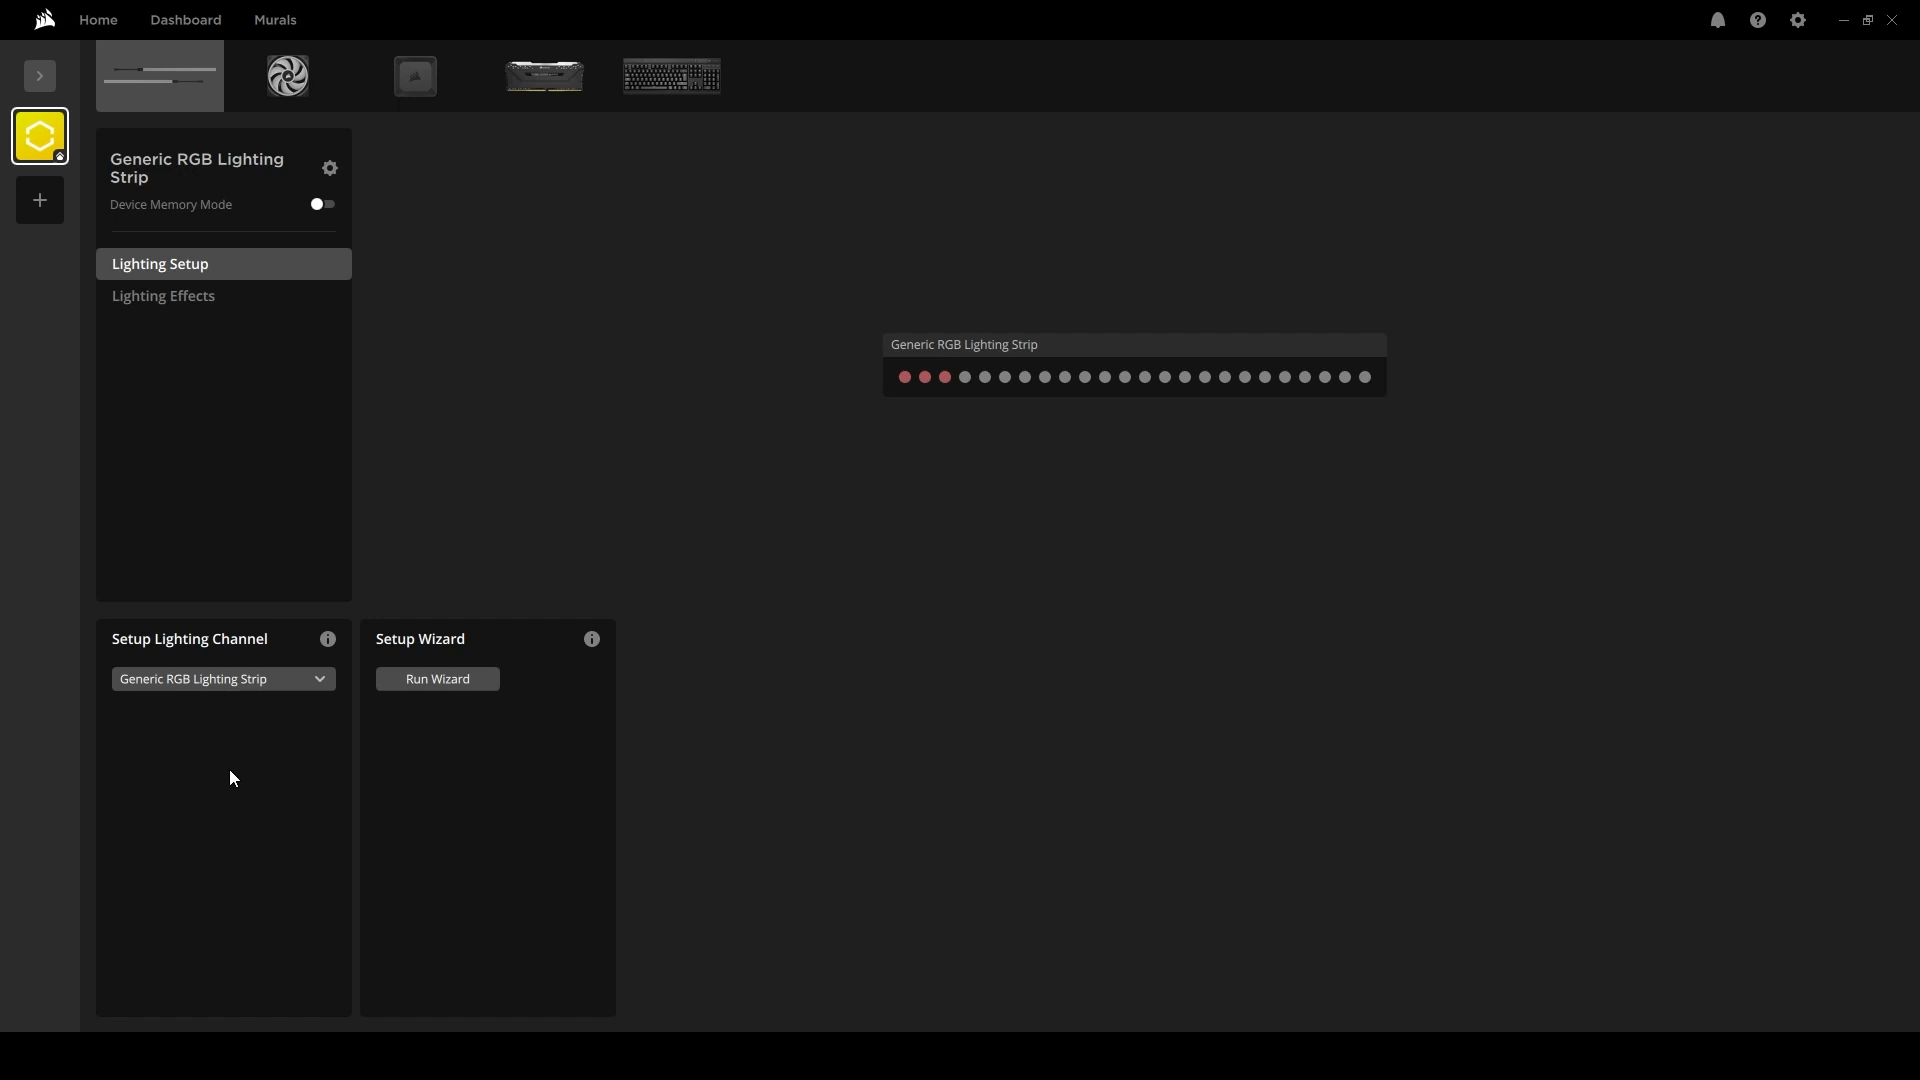 Home
Dashboard
Murals
Generic RGB Lighting
Strip
Device Memory Mode
Lighting Setup
Lighting Effects
Generic RGB Lighting Strip
Setup Lighting Channel
Generic RGB Lighting Strip
Setup Wizard
Run Wizard